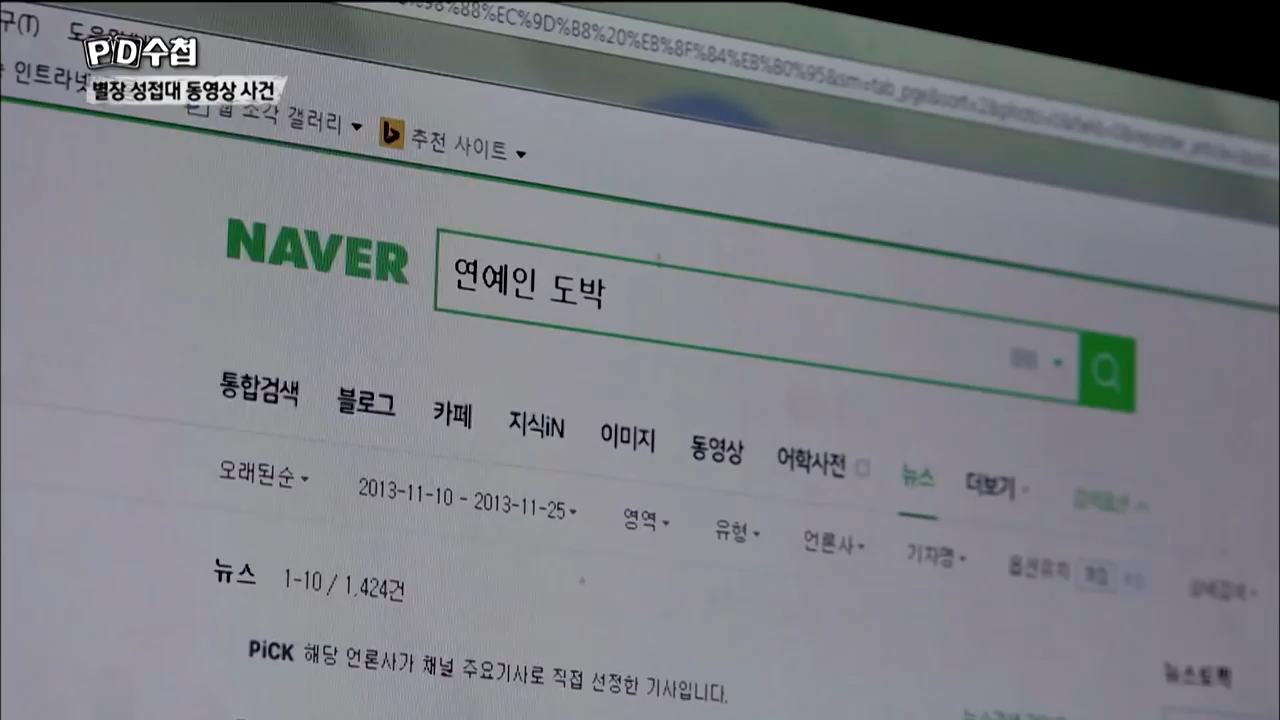 PD수첩
별장 성접대 동영상 사건
구(T)
인트라넷
갤러리
추천 사이트
NAVER
연예인 도박
통합검색 블로그 카페 지식iN 이미지 동영상 어학사전 뉴스 더보기
오래된순 2013-11-10 - 2013-11-25 영역 유형 언론사 기자명
뉴스 1-10 / 1,424건
PiCK 해당 언론사가 채널 주요기사로 직접 선정한 기사입니다.
뉴스토픽